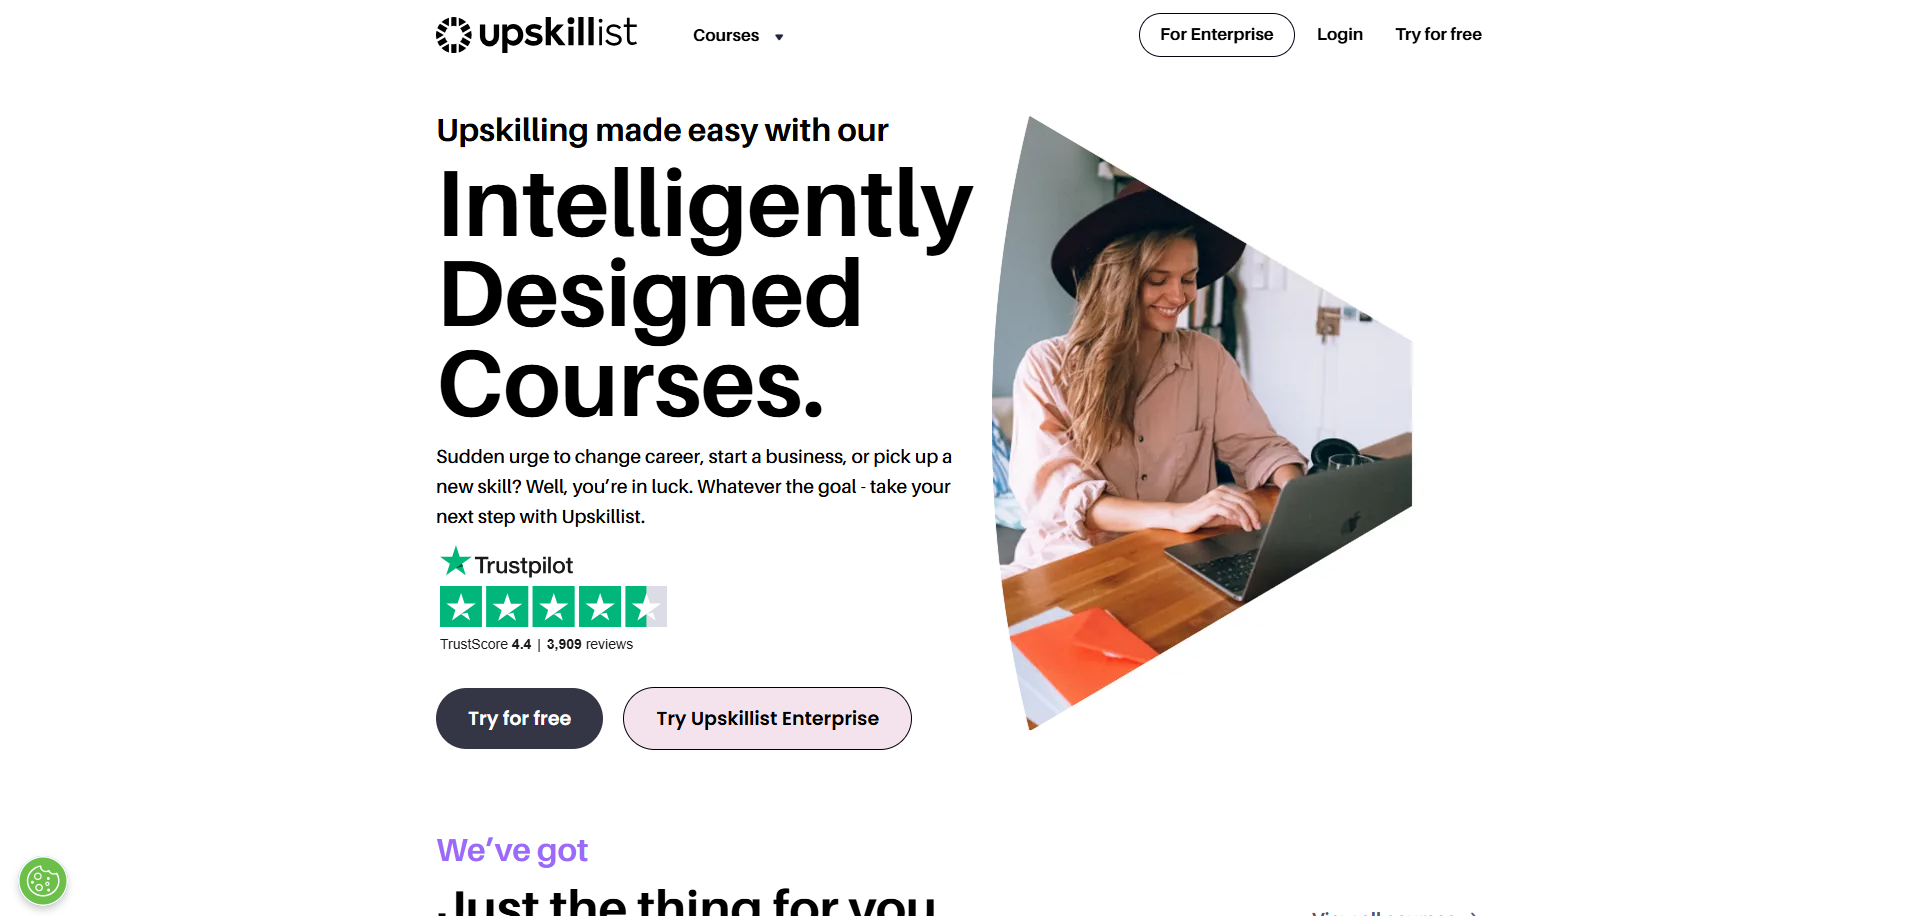 upskillist
Courses
For Enterprise
Login
Try for free
Upskilling made easy with our
Intelligently
Designed
Courses.
Sudden urge to change career, start a business, or pick up a
new skill? Well, you’re in luck. Whatever the goal - take your
next step with Upskillist.
Trustpilot
TrustScore 4.4 | 3,909 reviews
Try for free
Try Upskillist Enterprise
We’ve got
Just the thing for you